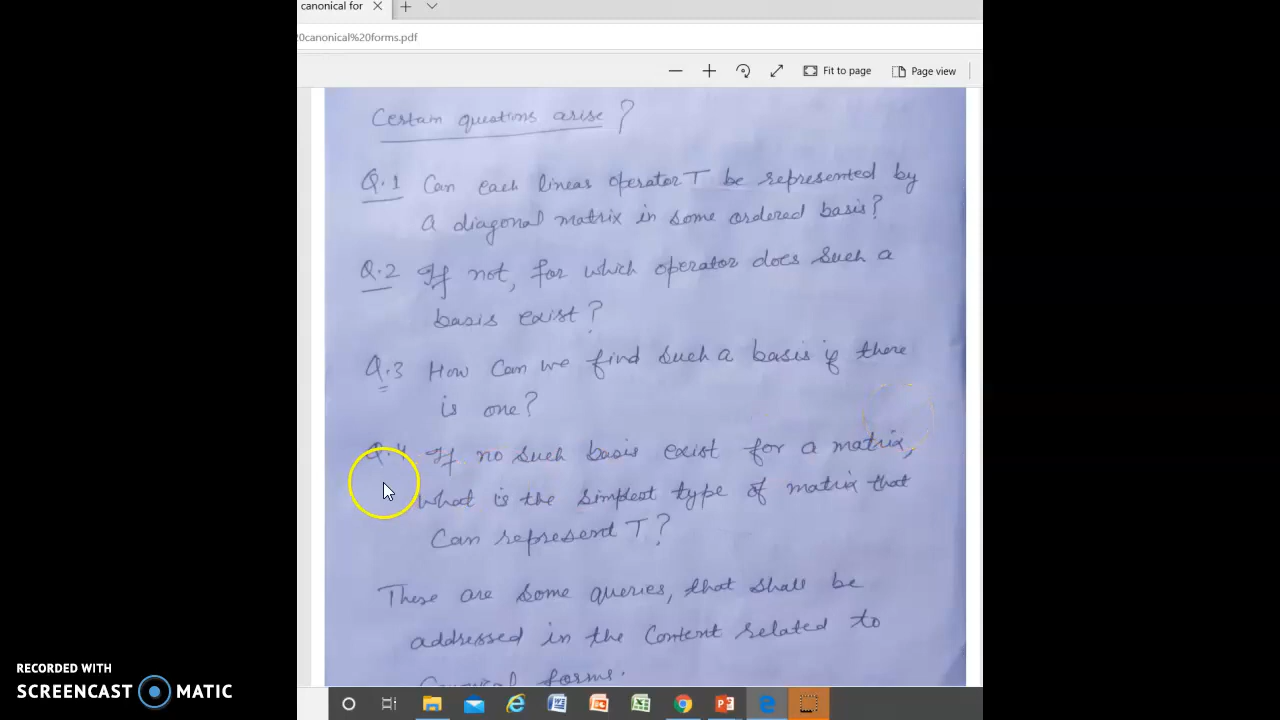 canonical for
20canonical%20forms.pdf
Fit to page
Page view
Certain questions arise?
Q.1 Can each linear operator T be represented by
a diagonal matrix in some ordered basis?
Q.2 If not, for which operator does such a
basis exist?
Q.3 How can we find such a basis if there
is one?
Q.4 If no such basis exist for a matrix,
what is the simplest type of matrix that
can represent T?
These are some queries, that shall be
addressed in the content related to
forms.
RECORDED WITH
SCREENCAST MATIC